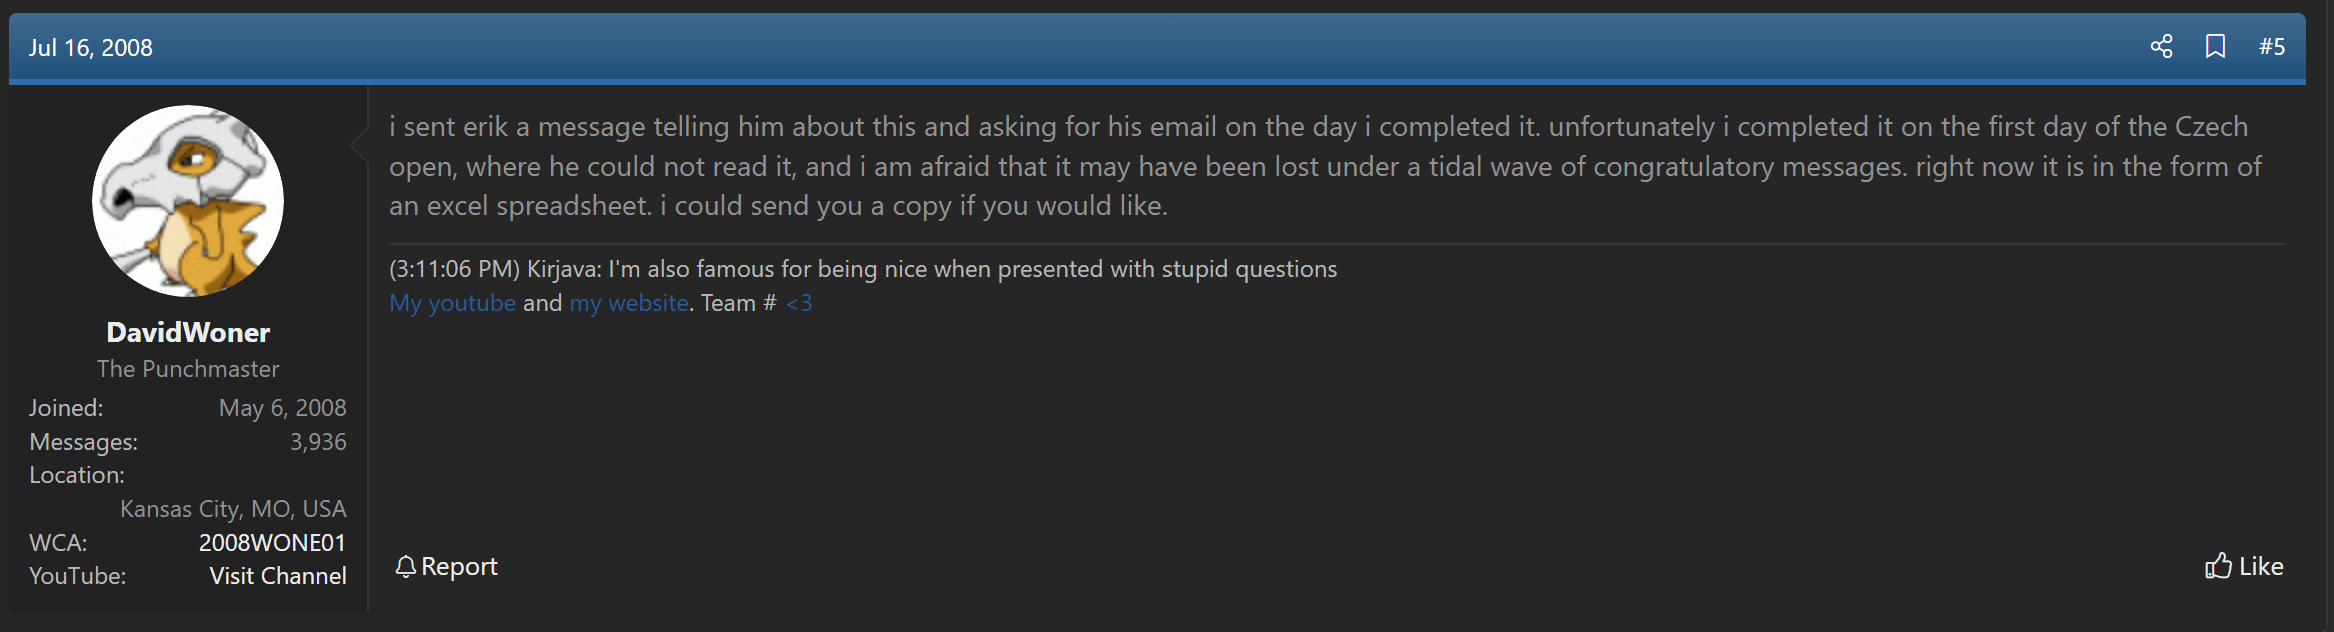 Jul 16, 2008
#5
DavidWoner
The Punchmaster
Joined: May 6, 2008
Messages: 3,936
Location:
Kansas City, MO, USA
WCA: 2008WONE01
YouTube: Visit Channel
i sent erik a message telling him about this and asking for his email on the day i completed it. unfortunately i completed it on the first day of the Czech
open, where he could not read it, and i am afraid that it may have been lost under a tidal wave of congratulatory messages. right now it is in the form of
an excel spreadsheet. i could send you a copy if you would like.
(3:11:06 PM) Kirjava: I'm also famous for being nice when presented with stupid questions
My youtube and my website. Team # <3
Report
Like